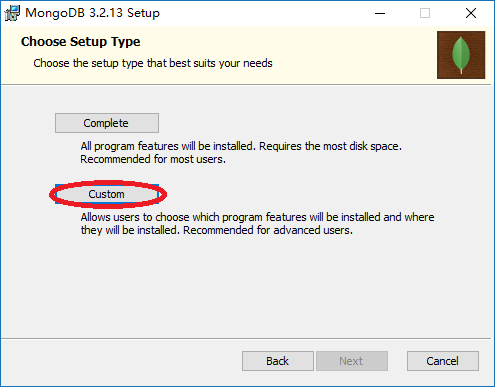 MongoDB 3.2.13 Setup
Choose Setup Type
Choose the setup type that best suits your needs
Complete
All program features will be installed. Requires the most disk space.
Recommended for most users.
Custom
Allows users to choose which program features will be installed and where
they will be installed. Recommended for advanced users.
Back
Next
Cancel